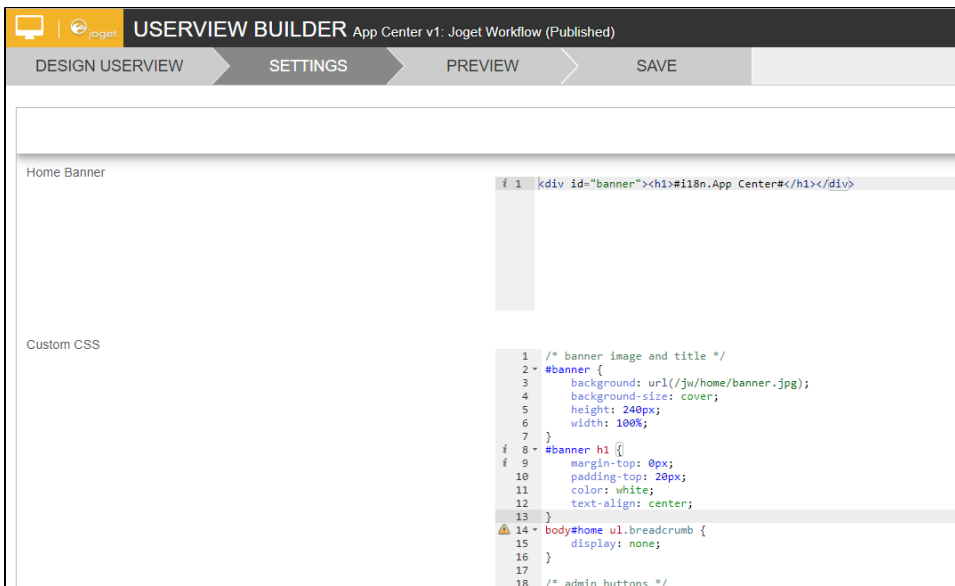 joget USERVIEW BUILDER App Center v1: Joget Workflow (Published)
DESIGN USERVIEW SETTINGS PREVIEW SAVE
Home Banner
i 1 <div id="banner"><h1>#i18n.App Center#</h1></div>
Custom CSS
1 /* banner image and title */
2 #banner {
3 background: url(/jw/home/banner.jpg);
4 background-size: cover;
5 height: 240px;
6 width: 100%;
7 }
i 8 #banner h1 {
i 9 margin-top: 0px;
10 padding-top: 20px;
11 color: white;
12 text-align: center;
13 }
14 body#home ul.breadcrumb {
15 display: none;
16 }
17
18 /* admin buttons */